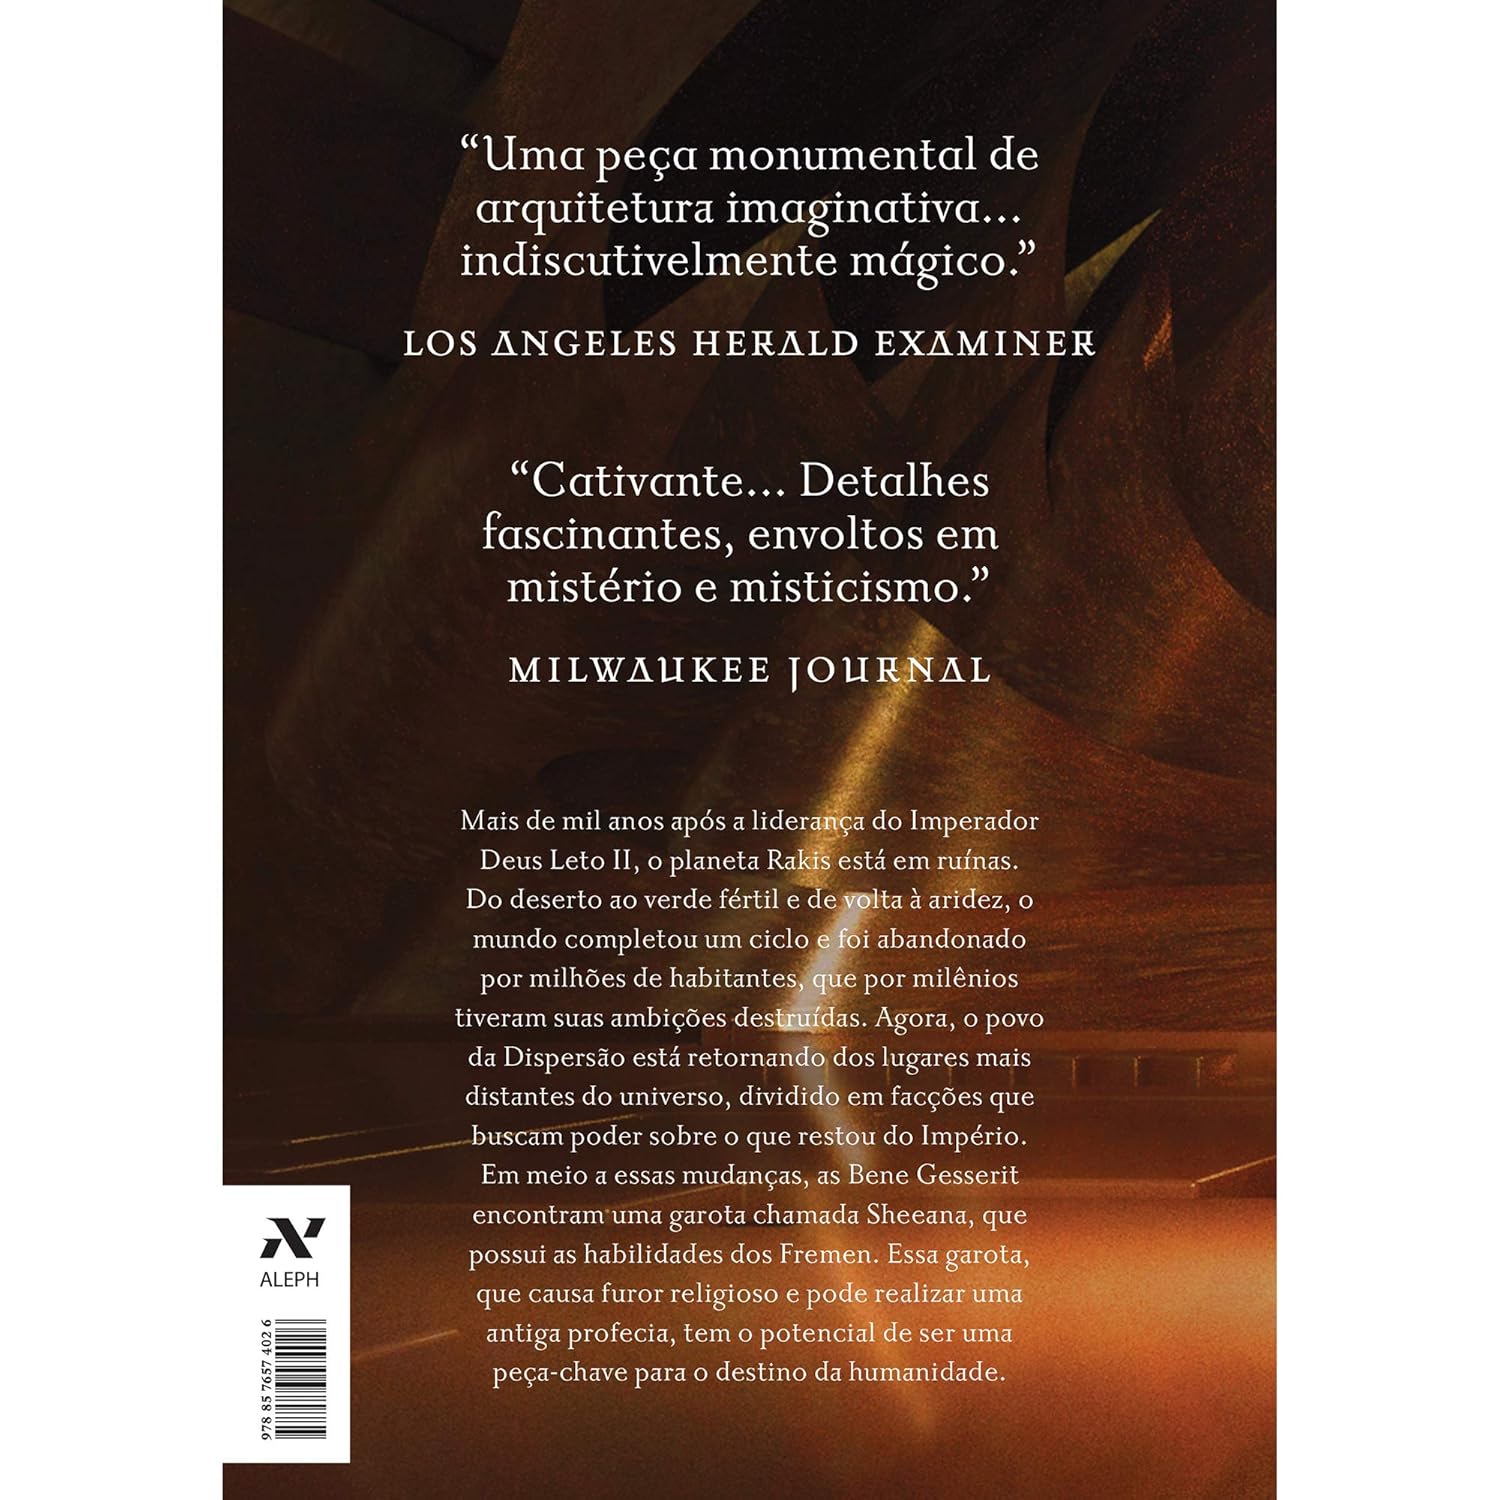 “Uma peça monumental de
arquitetura imaginativa...
indiscutivelmente mágico.”
LOS ANGELES HERALD EXAMINER
“Cativante... Detalhes
fascinantes, envoltos em
mistério e misticismo.”
MILWAUKEE JOURNAL
Mais de mil anos após a liderança do Imperador
Deus Leto II, o planeta Rakis está em ruínas.
Do deserto ao verde fértil e de volta à aridez, o
mundo completou um ciclo e foi abandonado
por milhões de habitantes, que por milênios
tiveram suas ambições destruídas. Agora, o povo
da Dispersão está retornando dos lugares mais
distantes do universo, dividido em facções que
buscam poder sobre o que restou do Império.
Em meio a essas mudanças, as Bene Gesserit
encontram uma garota chamada Sheeana, que
possui as habilidades dos Fremen. Essa garota,
que causa furor religioso e pode realizar uma
antiga profecia, tem o potencial de ser uma
peça-chave para o destino da humanidade.
ALEPH
978 85 7657 402 6